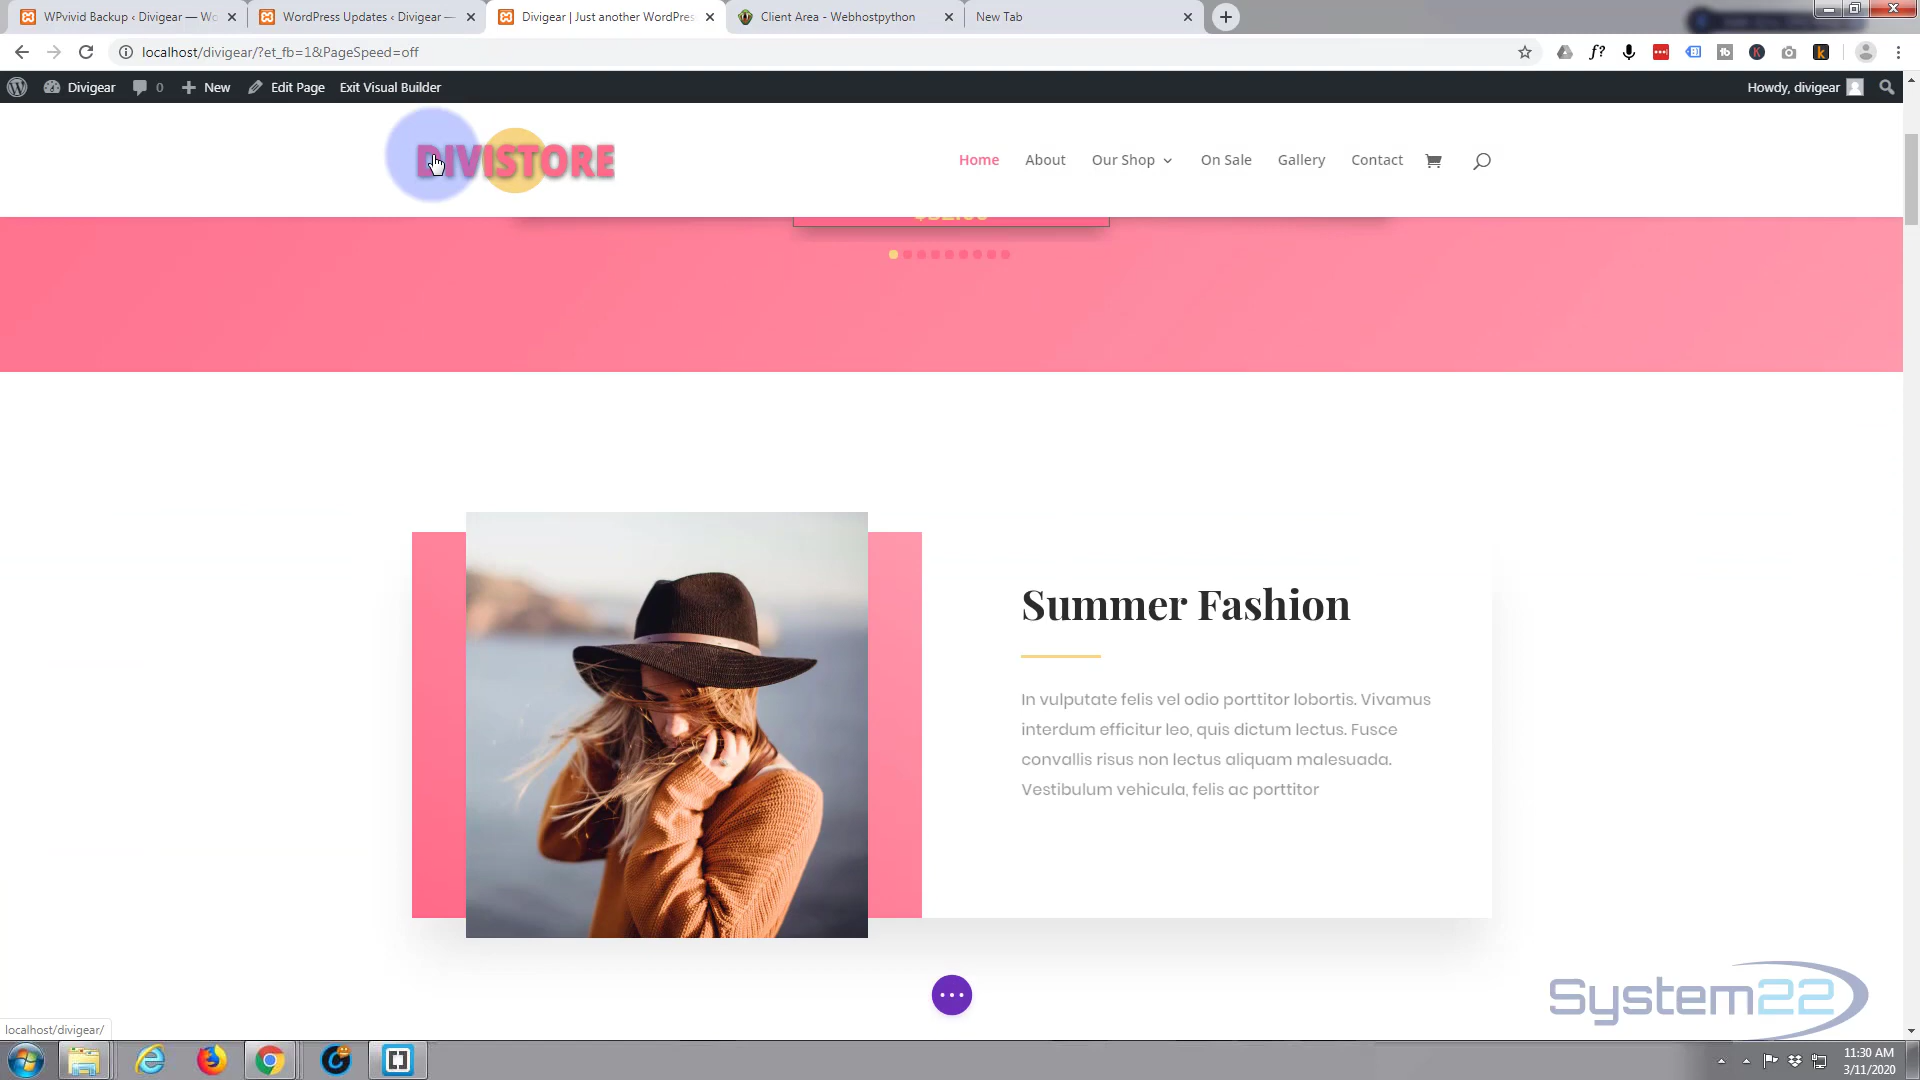 WPvivid Backup ‹ Divigear — Wo
WordPress Updates ‹ Divigear —
Divigear | Just another WordPres
Client Area - Webhostpython
New Tab
localhost/divigear/?et_fb=1&PageSpeed=off
Divigear
0
New
Edit Page
Exit Visual Builder
Howdy, divigear
DIVISTORE
Home
About
Our Shop
On Sale
Gallery
Contact
Summer Fashion
In vulputate felis vel odio porttitor lobortis. Vivamus
interdum efficitur leo, quis dictum lectus. Fusce
convallis risus non lectus aliquam malesuada.
Vestibulum vehicula, felis ac porttitor
System22
localhost/divigear/
11:30 AM
3/11/2020